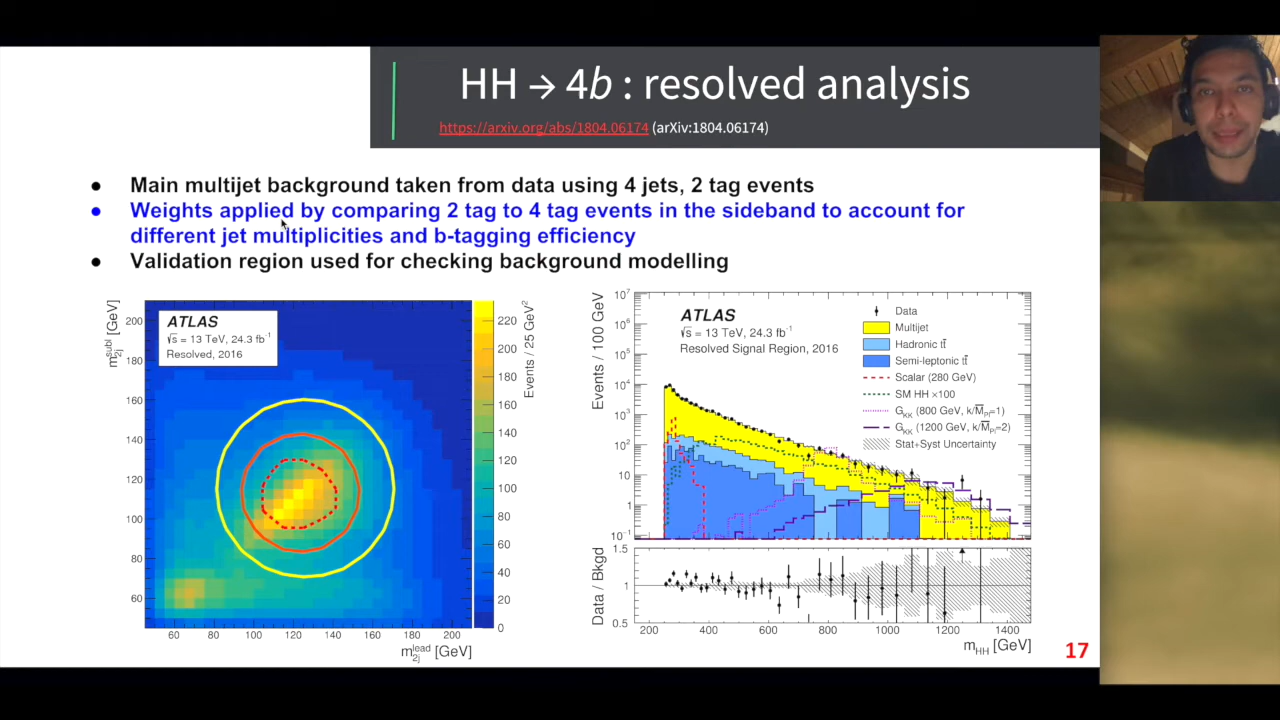 HH → 4b : resolved analysis
https://arxiv.org/abs/1804.06174 (arXiv:1804.06174)
● Main multijet background taken from data using 4 jets, 2 tag events
● Weights applied by comparing 2 tag to 4 tag events in the sideband to account for
different jet multiplicities and b-tagging efficiency
● Validation region used for checking background modelling
ATLAS
√s = 13 TeV, 24.3 fb⁻¹
Resolved, 2016
m2j^subl [GeV]
200
180
160
140
120
100
80
60
60 80 100 120 140 160 180 200
m2j^lead [GeV]
Events / 25 GeV²
220
200
180
160
140
120
100
80
60
40
20
0
Events / 100 GeV
10⁷
10⁶
10⁵
10⁴
10³
10²
10
1
10⁻¹
ATLAS
√s = 13 TeV, 24.3 fb⁻¹
Resolved Signal Region, 2016
Data
Multijet
Hadronic tt̄
Semi-leptonic tt̄
Scalar (280 GeV)
SM HH ×100
G_KK (800 GeV, k/M̄_Pl=1)
G_KK (1200 GeV, k/M̄_Pl=2)
Stat+Syst Uncertainty
Data / Bkgd
1.5
1
0.5
200 400 600 800 1000 1200 1400
m_HH [GeV]
17